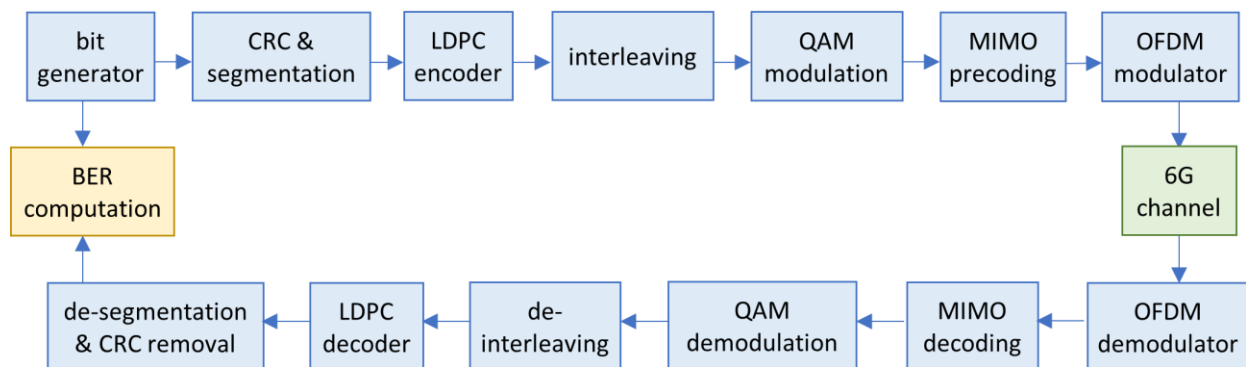 bit
generator
CRC &
segmentation
LDPC
encoder
interleaving
QAM
modulation
MIMO
precoding
OFDM
modulator
BER
computation
6G
channel
de-segmentation
& CRC removal
LDPC
decoder
de-
interleaving
QAM
demodulation
MIMO
decoding
OFDM
demodulator